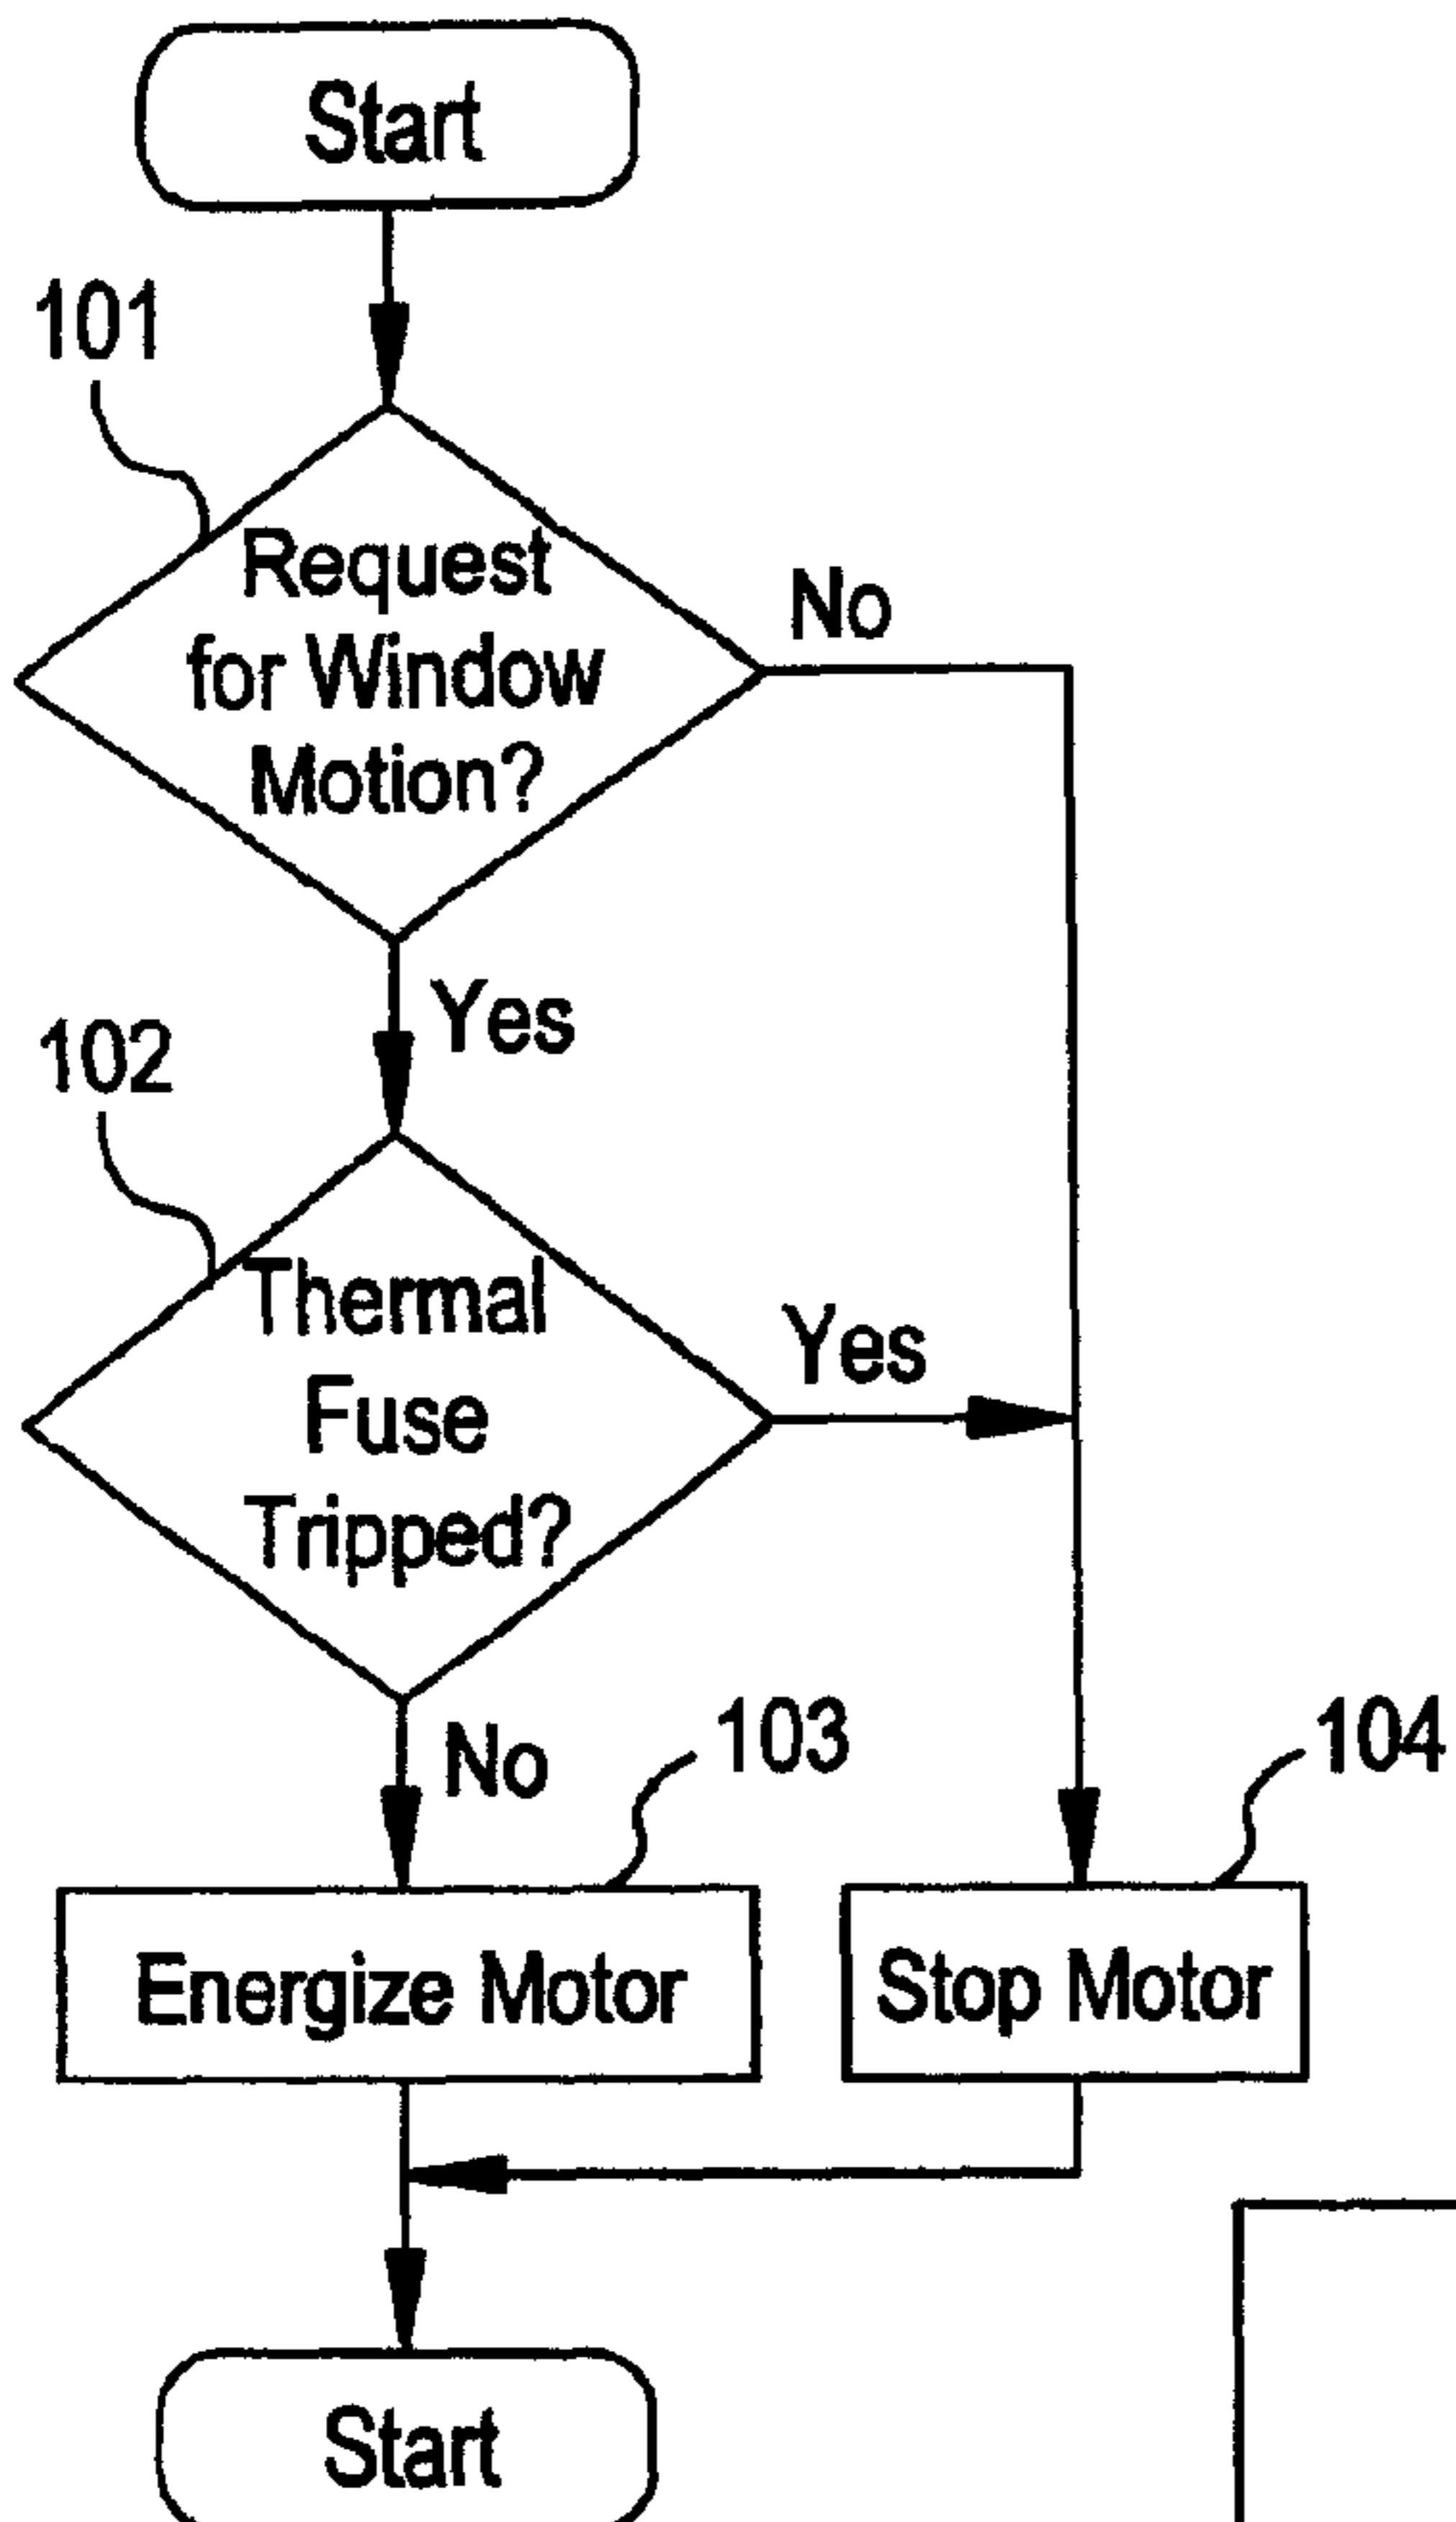 Start
101
Request
for Window
Motion?
No
Yes
102
Thermal
Fuse
Tripped?
Yes
No
103
104
Energize Motor
Stop Motor
Start